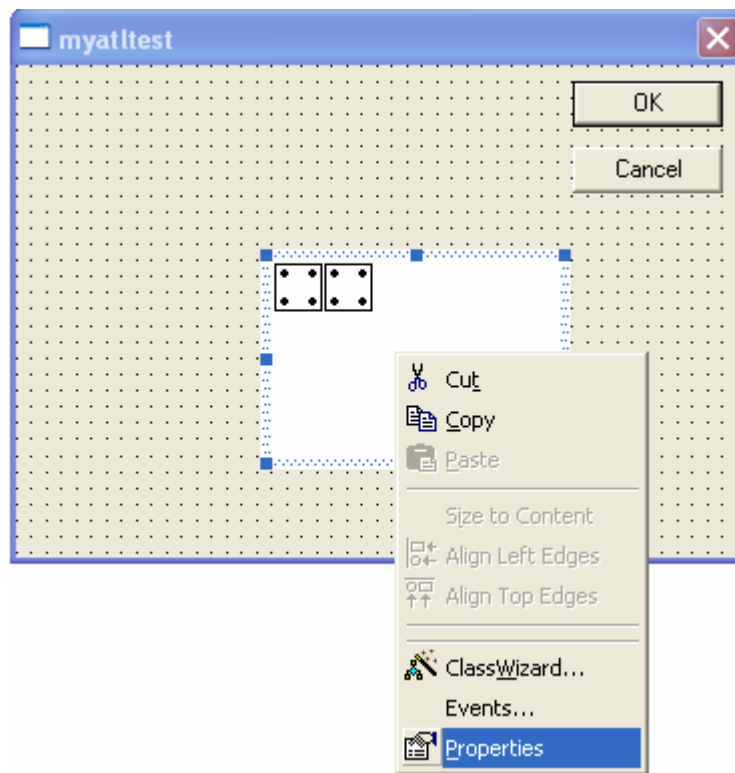 myatltest
OK
Cancel
Cut
Copy
Paste
Size to Content
Align Left Edges
Align Top Edges
ClassWizard...
Events...
Properties